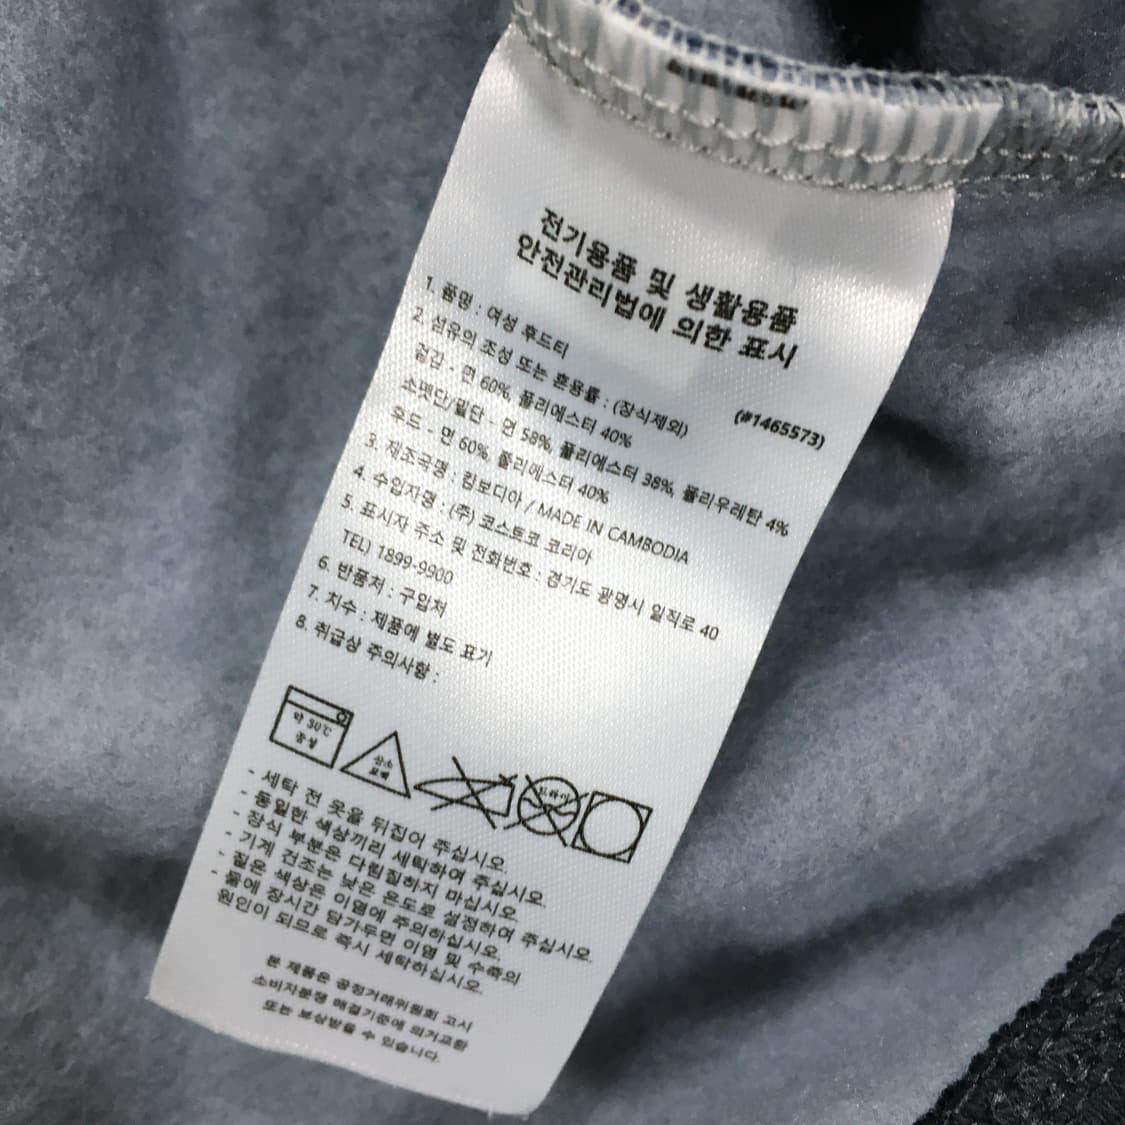 전기용품 및 생활용품
안전관리법에 의한 표시
(#1465573)
1. 품명 : 여성 후드티
2. 섬유의 조성 또는 혼용률 : (장식제외)
겉감 - 면 60%, 폴리에스터 40%
소맷단/밑단 - 면 58%, 폴리에스터 38%, 폴리우레탄 4%
후드 - 면 60%, 폴리에스터 40%
3. 제조국명 : 캄보디아 / MADE IN CAMBODIA
4. 수입자명 : (주) 코스트코 코리아
5. 표시자 주소 및 전화번호 : 경기도 광명시 일직로 40
TEL) 1899-9900
6. 반품처 : 구입처
7. 치수 : 제품에 별도 표기
8. 취급상 주의사항 :
약 30℃
중성
산소
표백
드라이
- 세탁 전 옷을 뒤집어 주십시오.
- 동일한 색상끼리 세탁하여 주십시오.
- 장식 부분은 다림질하지 마십시오.
- 기계 건조는 낮은 온도로 설정하여 주십시오.
- 짙은 색상은 이염에 주의하십시오.
- 물에 장시간 담가두면 이염 및 수축의
원인이 되므로 즉시 세탁하십시오.
본 제품은 공정거래위원회 고시
소비자분쟁 해결기준에 의거교환
또는 보상받을 수 있습니다.